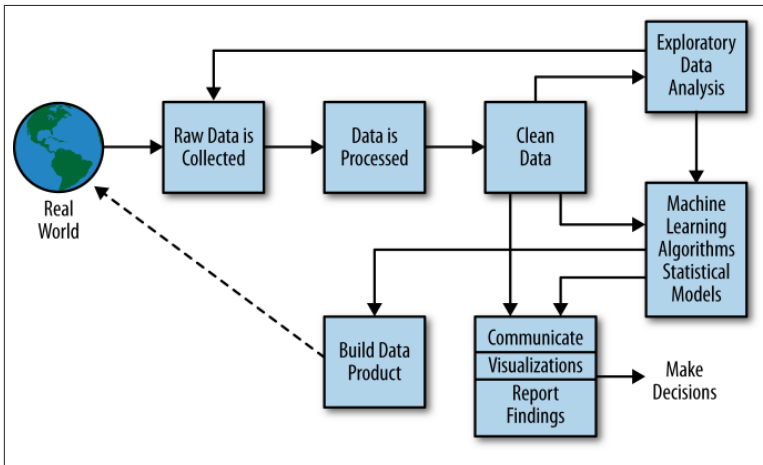 Exploratory
Data
Analysis
Raw Data is
Collected
Data is
Processed
Clean
Data
Real
World
Machine
Learning
Algorithms
Statistical
Models
Build Data
Product
Communicate
Visualizations
Report
Findings
Make
Decisions